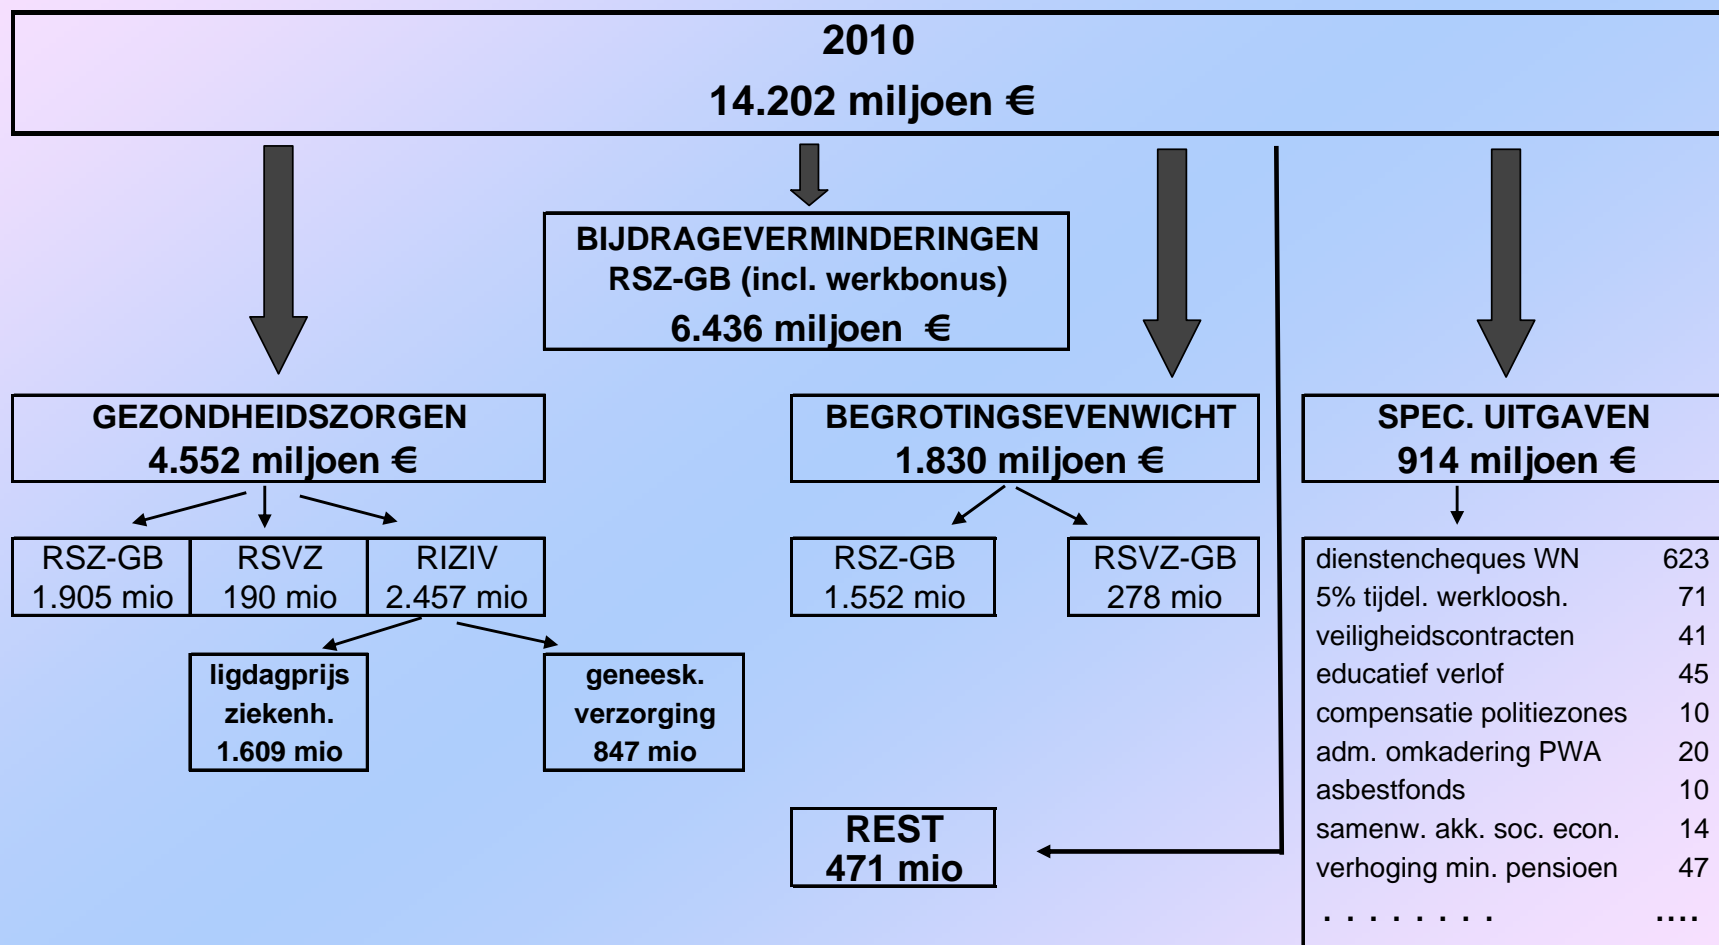 2010
14.202 miljoen €
BIJDRAGEVERMINDERINGEN
RSZ-GB (incl. werkbonus)
6.436 miljoen €
GEZONDHEIDSZORGEN
4.552 miljoen €
RSZ-GB
1.905 mio
RSVZ
190 mio
RIZIV
2.457 mio
ligdagprijs
ziekenh.
1.609 mio
geneesk.
verzorging
847 mio
BEGROTINGSEVENWICHT
1.830 miljoen €
RSZ-GB
1.552 mio
RSVZ-GB
278 mio
REST
471 mio
SPEC. UITGAVEN
914 miljoen €
dienstencheques WN 623
5% tijdel. werkloosh. 71
veiligheidscontracten 41
educatief verlof 45
compensatie politiezones 10
adm. omkadering PWA 20
asbestfonds 10
samenw. akk. soc. econ. 14
verhoging min. pensioen 47
. . . . . . . . ....